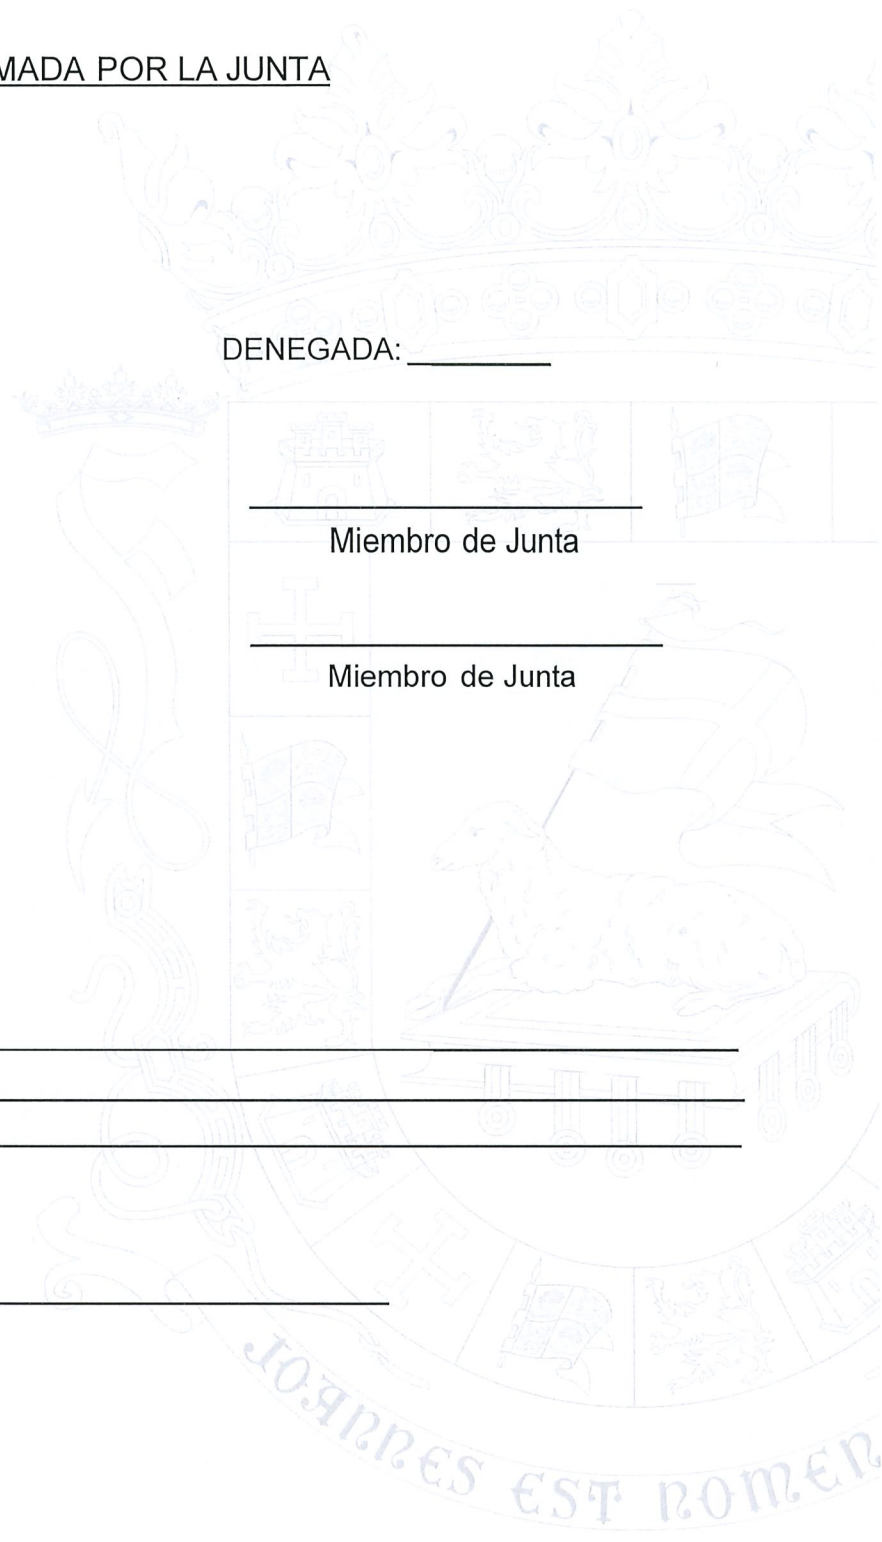 MADA POR LA JUNTA
DENEGADA: ________
Miembro de Junta
Miembro de Junta
JOANNES EST NOMEN